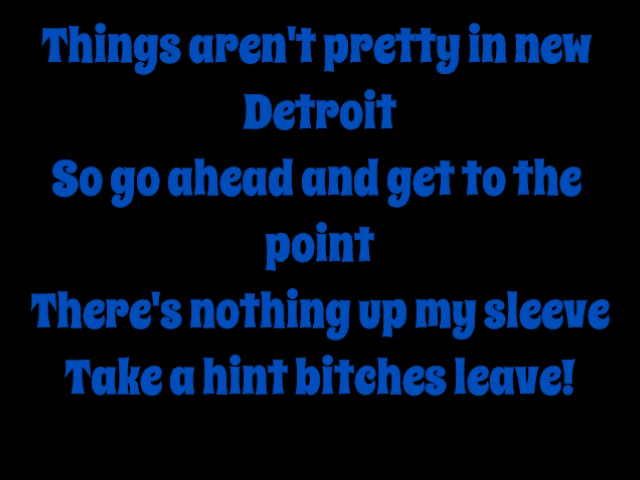 Things aren't pretty in new
Detroit
So go ahead and get to the
point
There's nothing up my sleeve
Take a hint bitches leave!